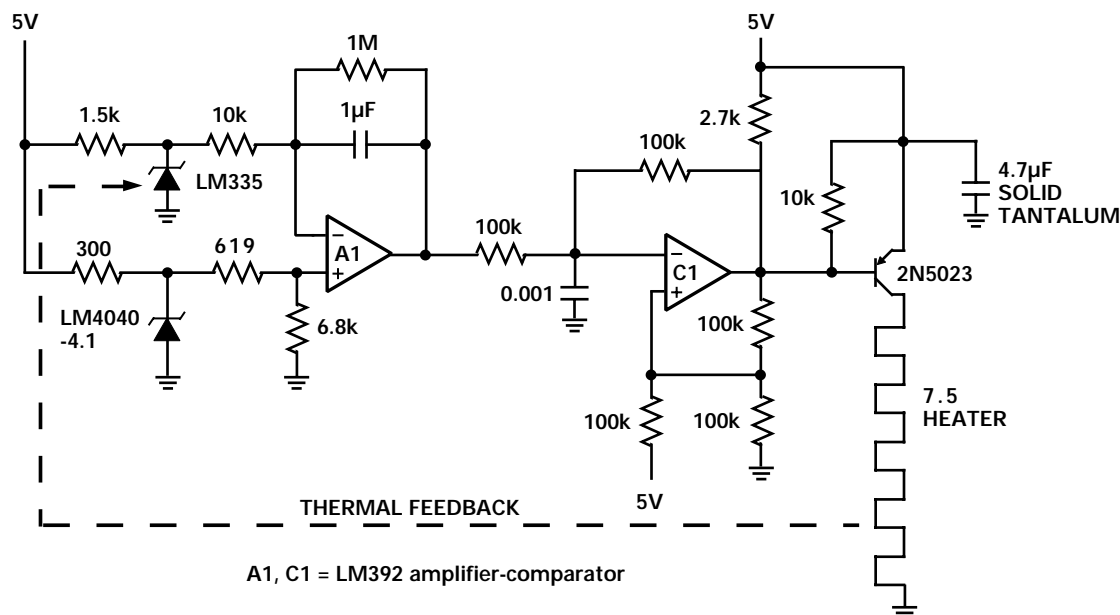 5V
5V
1M
1.5k
10k
1µF
2.7k
100k
LM335
10k
4.7µF
SOLID
TANTALUM
300
619
A1
100k
C1
2N5023
LM4040
-4.1
6.8k
0.001
100k
7.5
HEATER
100k
100k
5V
THERMAL FEEDBACK
A1, C1 = LM392 amplifier-comparator